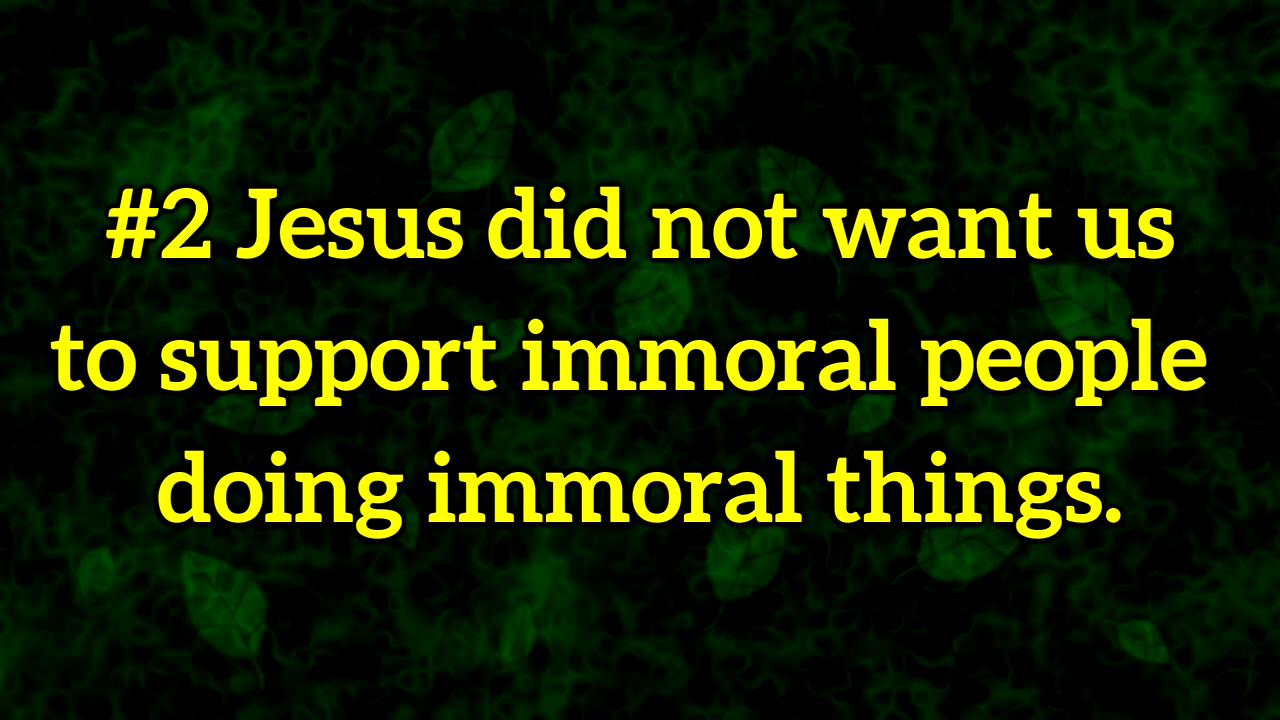 #2 Jesus did not want us
to support immoral people
doing immoral things.